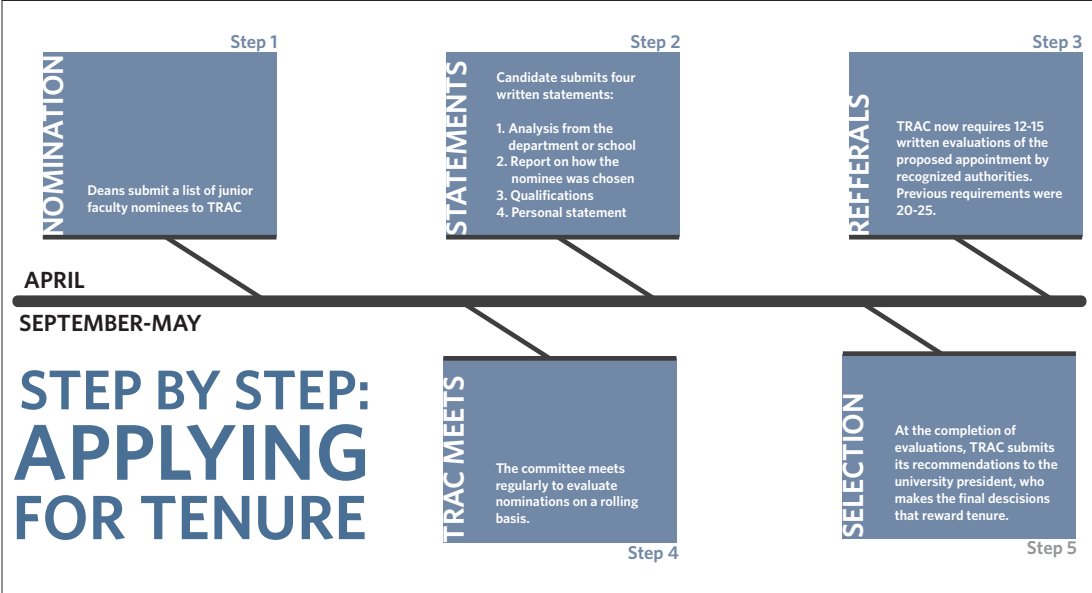 Step 1
NOMINATION
Deans submit a list of junior
faculty nominees to TRAC
Step 2
STATEMENTS
Candidate submits four
written statements:
1. Analysis from the
department or school
2. Report on how the
nominee was chosen
3. Qualifications
4. Personal statement
Step 3
REFFERALS
TRAC now requires 12-15
written evaluations of the
proposed appointment by
recognized authorities.
Previous requirements were
20-25.
APRIL
SEPTEMBER-MAY
STEP BY STEP:
APPLYING
FOR TENURE
TRAC MEETS
The committee meets
regularly to evaluate
nominations on a rolling
basis.
Step 4
SELECTION
At the completion of
evaluations, TRAC submits
its recommendations to the
university president, who
makes the final descisions
that reward tenure.
Step 5